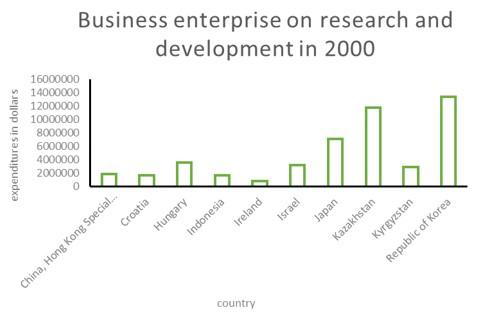 Business enterprise on research and
development in 2000
expenditures in dollars
16000000
14000000
12000000
10000000
8000000
6000000
4000000
2000000
0
China, Hong Kong Special...
Croatia
Hungary
Indonesia
Ireland
Israel
Japan
Kazakhstan
Kyrgyzstan
Republic of Korea
country